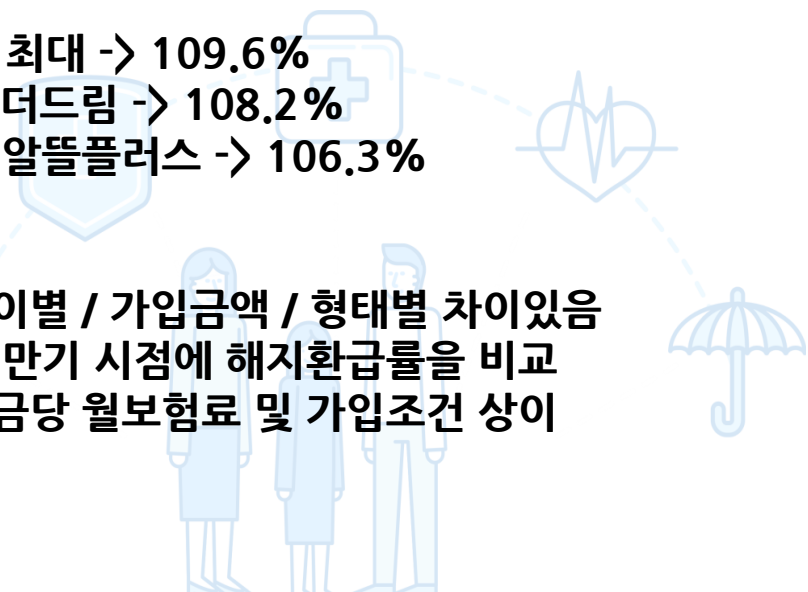 최대 -> 109.6%
더드림 -> 108.2%
알뜰플러스 -> 106.3%
이별 / 가입금액 / 형태별 차이있음
만기 시점에 해지환급률을 비교
금당 월보험료 및 가입조건 상이